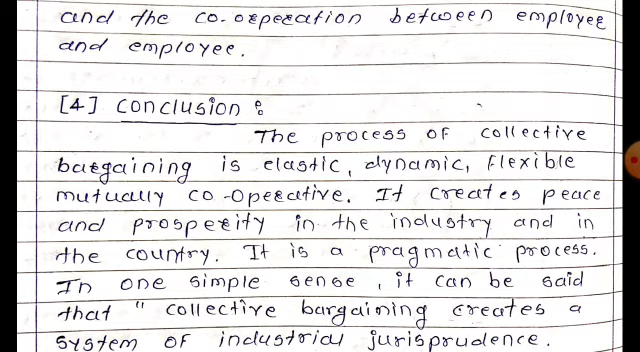 and the co-operation between employee
and employee.
[4] conclusion :
The process of collective
bargaining is elastic, dynamic, flexible
mutually co-operative. It creates peace
and prosperity in the industry and in
the country. It is a pragmatic process.
In one simple sense, it can be said
that " collective bargaining creates a
system of industrial jurisprudence.